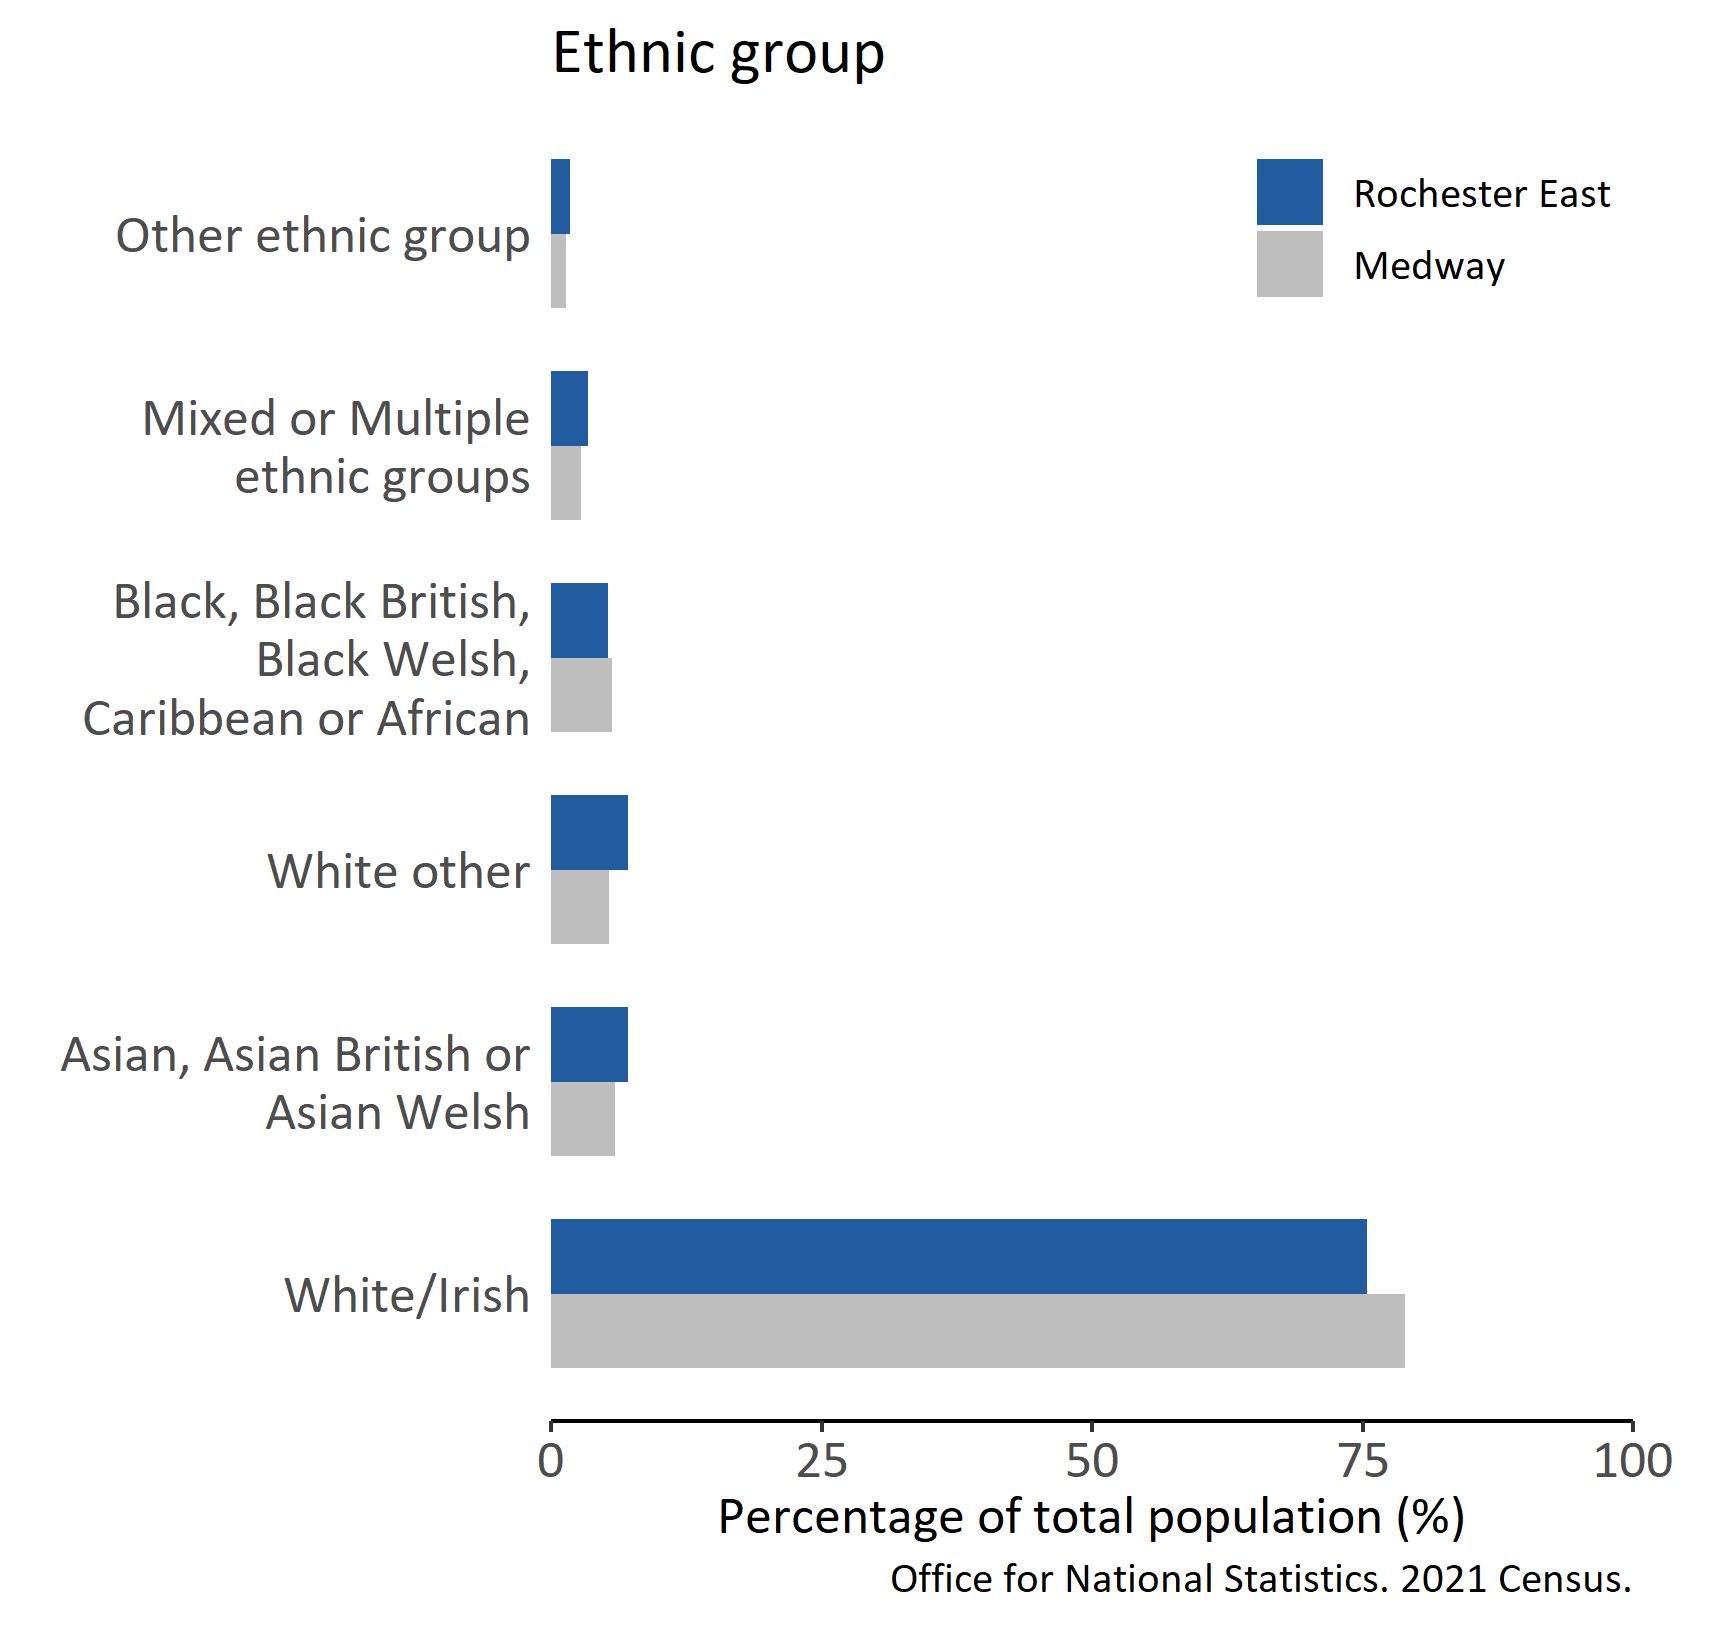 Ethnic group
Rochester East
Medway
Other ethnic group
Mixed or Multiple
ethnic groups
Black, Black British,
Black Welsh,
Caribbean or African
White other
Asian, Asian British or
Asian Welsh
White/Irish
0 25 50 75 100
Percentage of total population (%)
Office for National Statistics. 2021 Census.